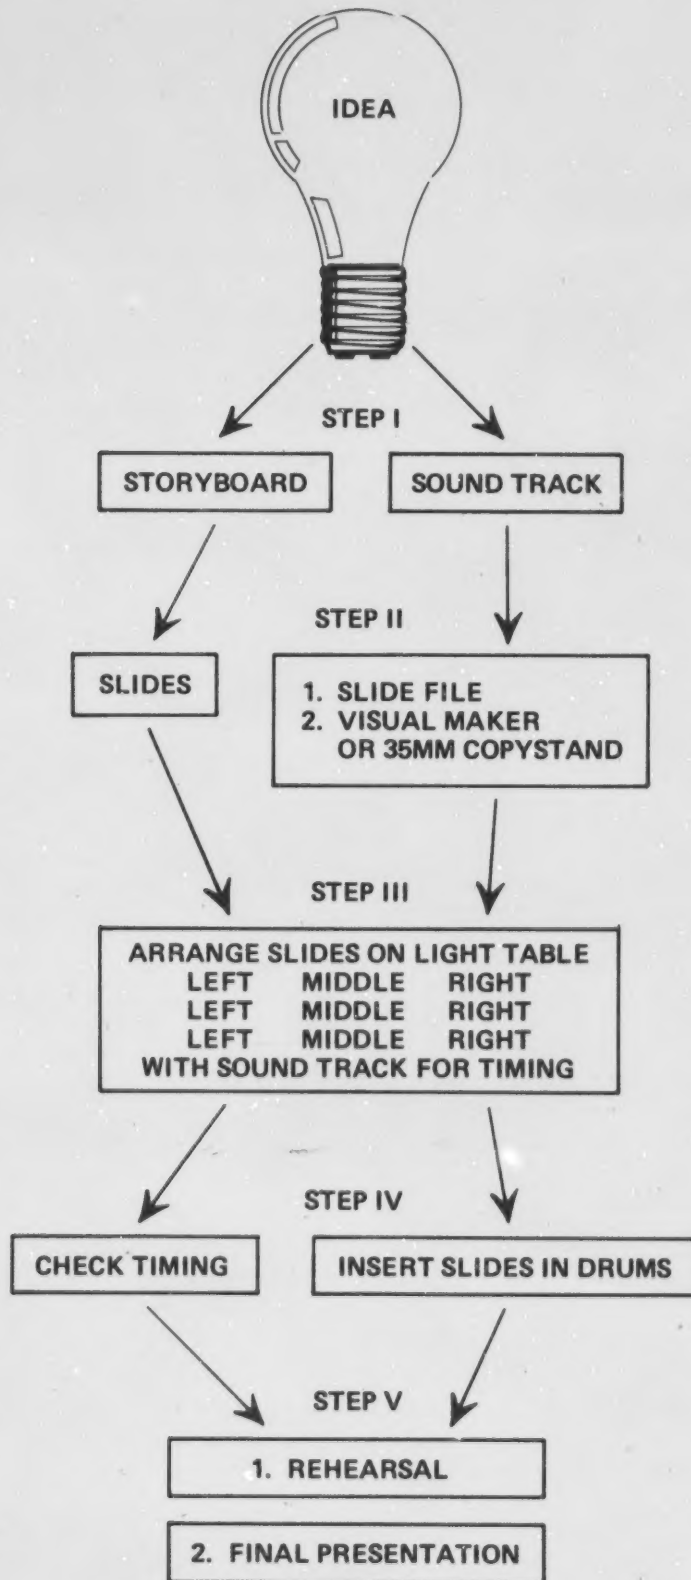 IDEA
STEP I
STORYBOARD
SOUND TRACK
STEP II
SLIDES
1. SLIDE FILE
2. VISUAL MAKER
OR 35MM COPYSTAND
STEP III
ARRANGE SLIDES ON LIGHT TABLE
LEFT MIDDLE RIGHT
LEFT MIDDLE RIGHT
LEFT MIDDLE RIGHT
WITH SOUND TRACK FOR TIMING
STEP IV
CHECK TIMING
INSERT SLIDES IN DRUMS
STEP V
1. REHEARSAL
2. FINAL PRESENTATION